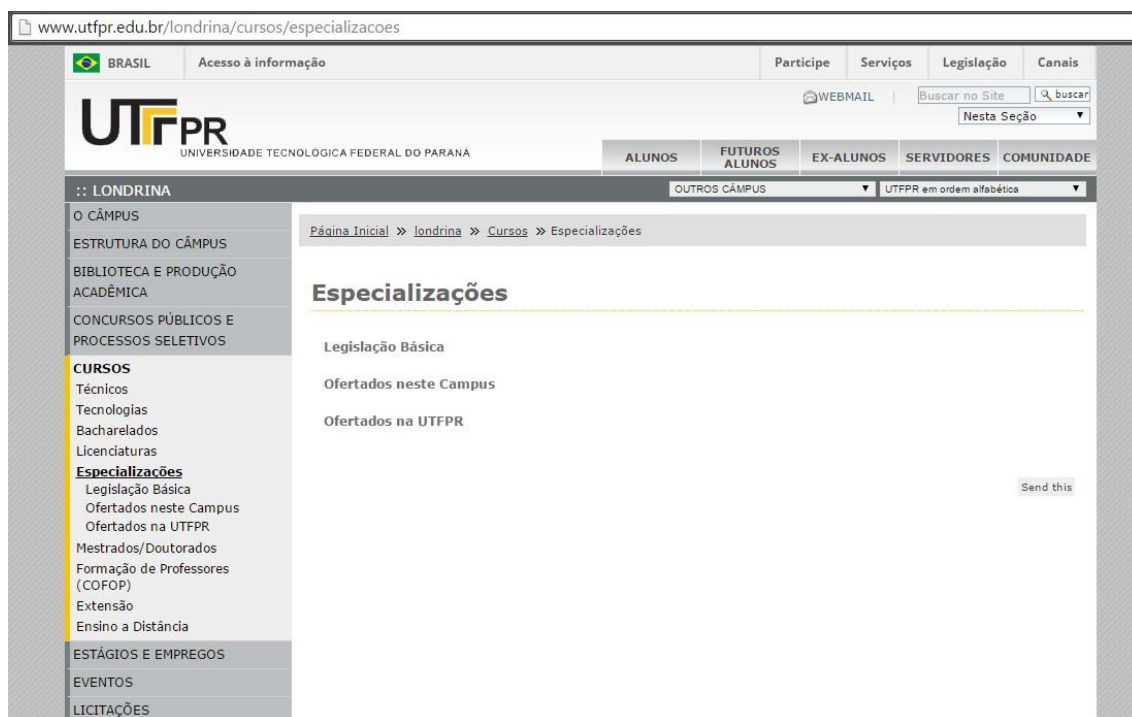 www.utfpr.edu.br/londrina/cursos/especializacoes
BRASIL Acesso à informação Participe Serviços Legislação Canais
WEBMAIL | Buscar no Site buscar
Nesta Seção
UTFPR
UNIVERSIDADE TECNOLÓGICA FEDERAL DO PARANÁ
ALUNOS FUTUROS ALUNOS EX-ALUNOS SERVIDORES COMUNIDADE
:: LONDRINA OUTROS CÂMPUS UTFPR em ordem alfabética
O CÂMPUS
ESTRUTURA DO CÂMPUS
BIBLIOTECA E PRODUÇÃO
ACADÊMICA
CONCURSOS PÚBLICOS E
PROCESSOS SELETIVOS
CURSOS
Técnicos
Tecnologias
Bacharelados
Licenciaturas
Especializações
Legislação Básica
Ofertados neste Campus
Ofertados na UTFPR
Mestrados/Doutorados
Formação de Professores
(COFOP)
Extensão
Ensino a Distância
ESTÁGIOS E EMPREGOS
EVENTOS
LICITAÇÕES
Página Inicial » londrina » Cursos » Especializações
Especializações
Legislação Básica
Ofertados neste Campus
Ofertados na UTFPR
Send this